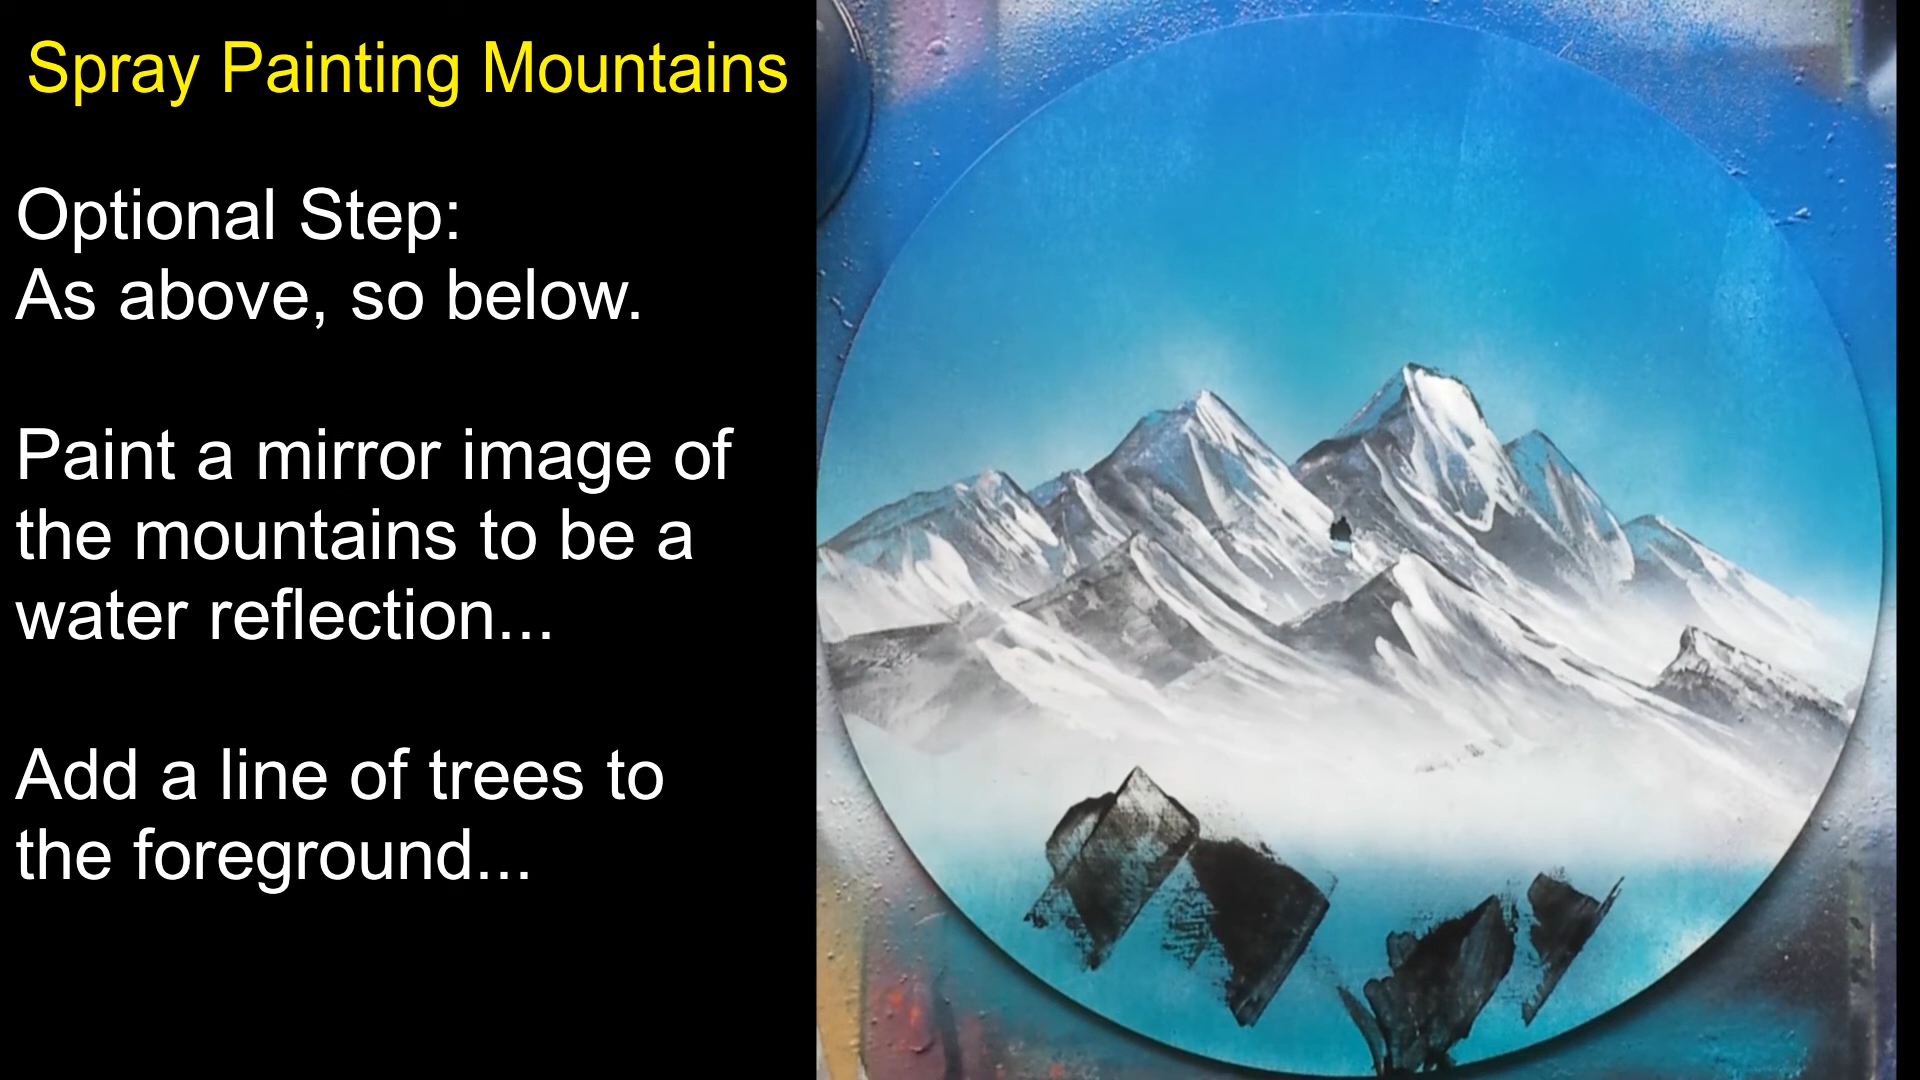 Spray Painting Mountains
Optional Step:
As above, so below.
Paint a mirror image of
the mountains to be a
water reflection...
Add a line of trees to
the foreground...